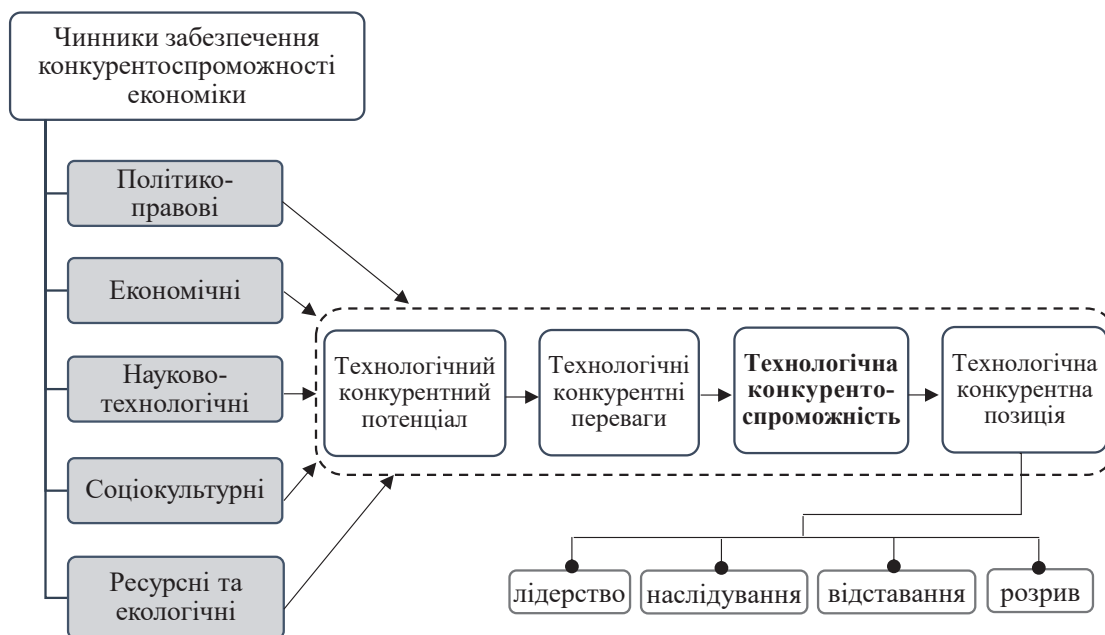 Чинники забезпечення
конкурентоспроможності
економіки
Політико-
правові
Економічні
Науково-
технологічні
Соціокультурні
Ресурсні та
екологічні
Технологічний
конкурентний
потенціал
Технологічні
конкурентні
переваги
Технологічна
конкуренто-
спроможність
Технологічна
конкурентна
позиція
лідерство
наслідування
відставання
розрив